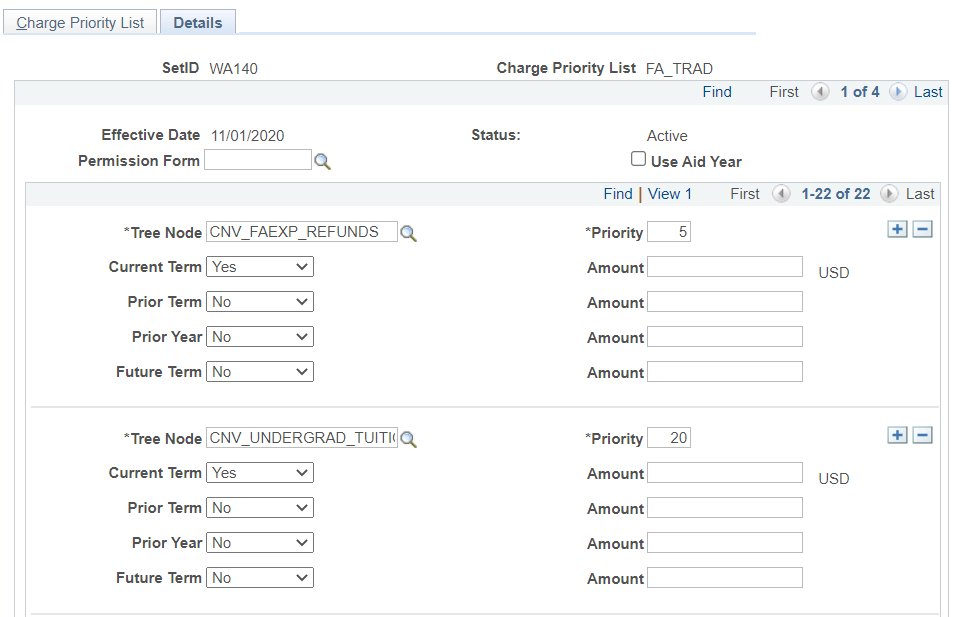 Charge Priority List Details
SetID WA140 Charge Priority List FA_TRAD
Find First 1 of 4 Last
Effective Date 11/01/2020 Status: Active
Permission Form Use Aid Year
Find | View 1 First 1-22 of 22 Last
*Tree Node CNV_FAEXP_REFUNDS *Priority 5
Current Term Yes Amount USD
Prior Term No Amount
Prior Year No Amount
Future Term No Amount
*Tree Node CNV_UNDERGRAD_TUITI *Priority 20
Current Term Yes Amount USD
Prior Term No Amount
Prior Year No Amount
Future Term No Amount